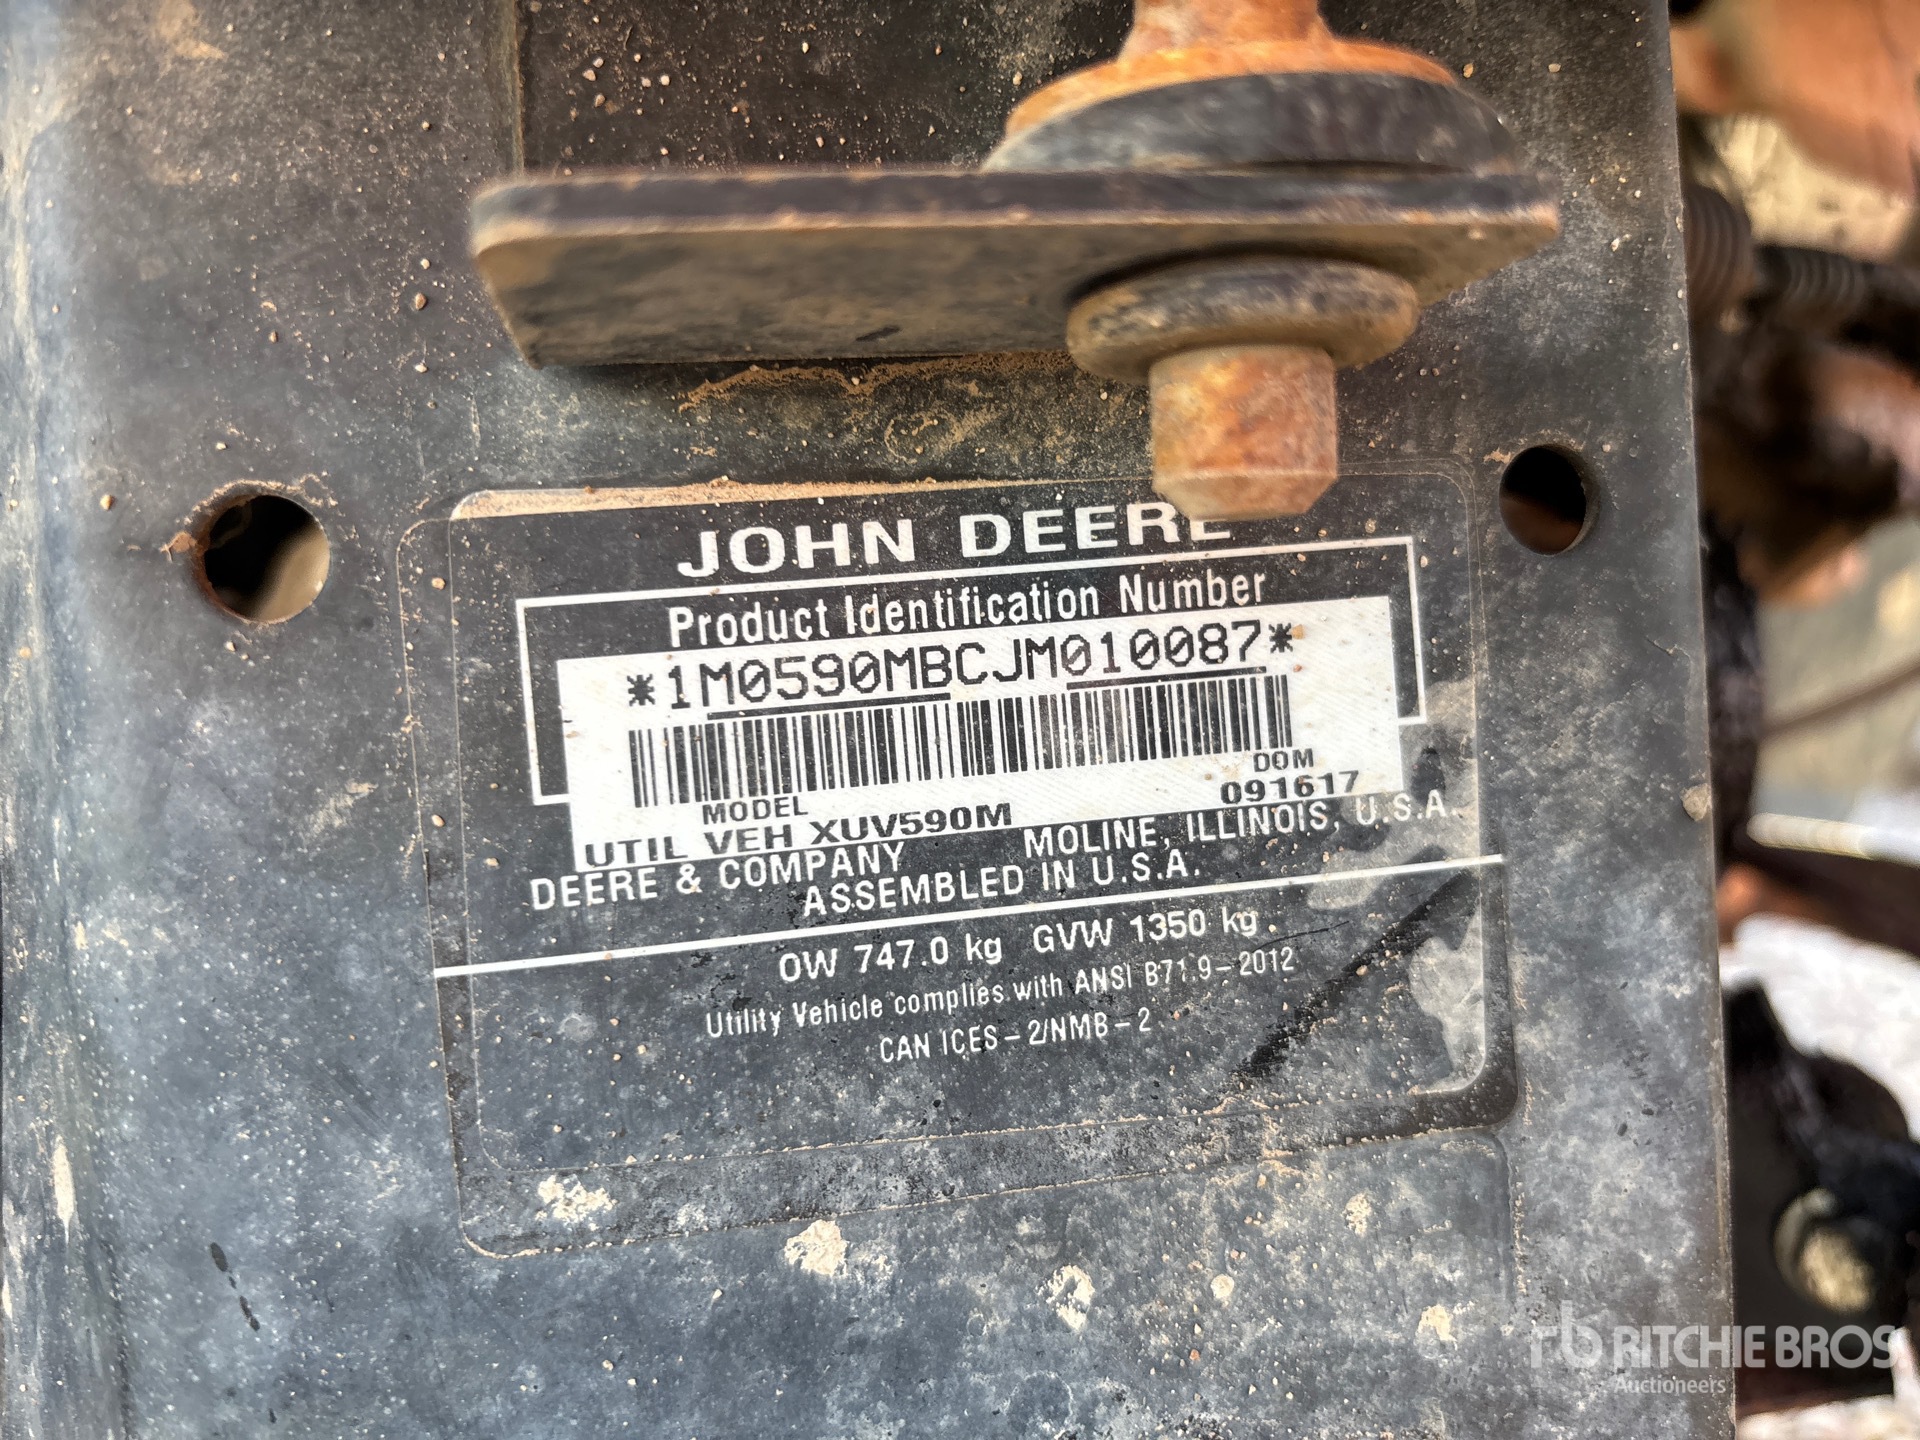 JOHN DEERE
Product Identification Number
*1M0590MBCJM010087*
DOM
MODEL 091617
UTIL VEH XUV590M
DEERE & COMPANY MOLINE, ILLINOIS, U.S.A.
ASSEMBLED IN U.S.A.
OW 747.0 kg GVW 1350 kg
Utility Vehicle complies with ANSI B71.9-2012
CAN ICES-2/NMB-2
rb RITCHIE BROS.
Auctioneers